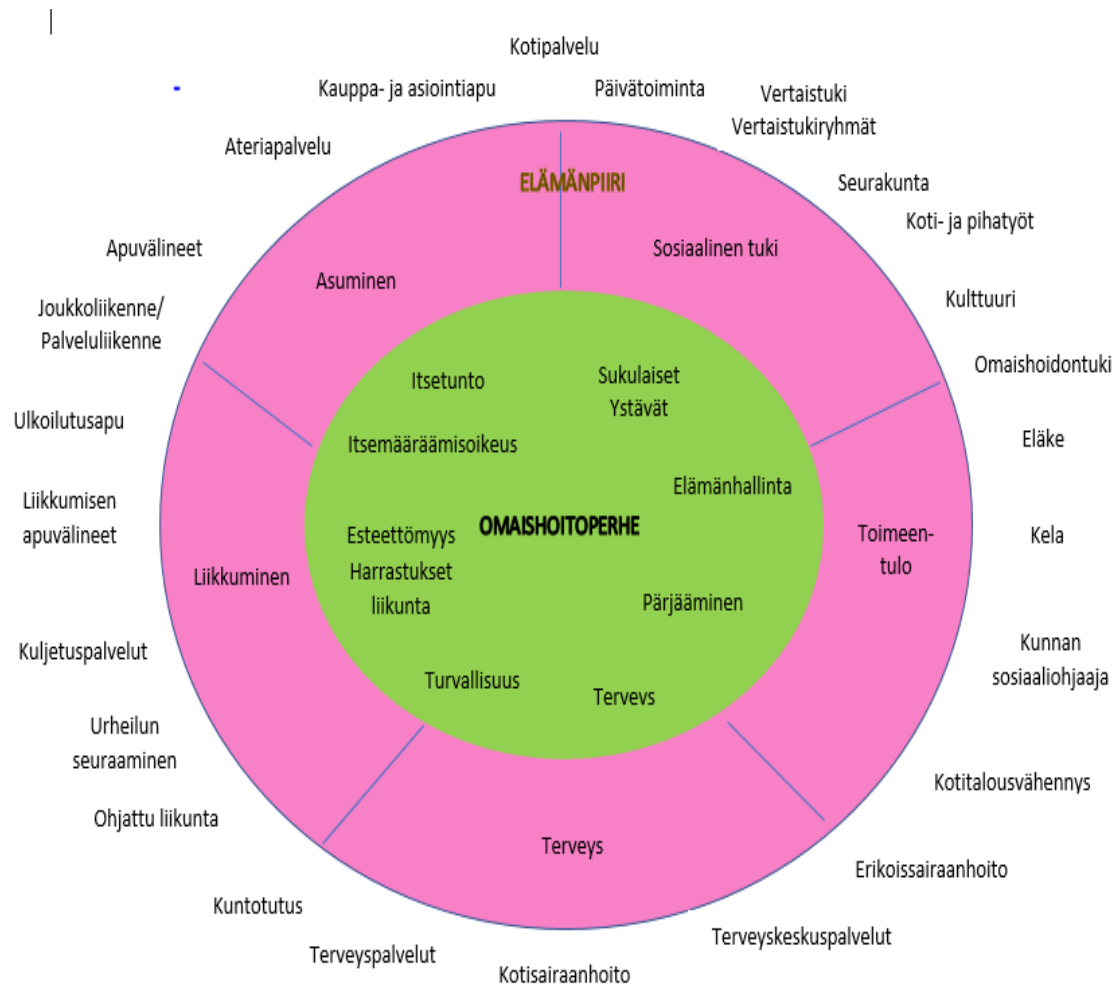 Kotipalvelu
Kauppa- ja asiointiapu
Päivätoiminta
Vertaistuki
Vertaistukiryhmät
Ateriapalvelu
Seurakunta
Koti- ja pihatyöt
Apuvälineet
Kulttuuri
Joukkoliikenne/
Palveluliikenne
Omaishoidontuki
Ulkoilutusapu
Eläke
Liikkumisen
apuvälineet
Kela
Kuljetuspalvelut
Kunnan
sosiaaliohjaaja
Urheilun
seuraaminen
Kotitalousvähennys
Ohjattu liikunta
Erikoissairaanhoito
Kuntotutus
Terveyskeskuspalvelut
Terveyspalvelut
Kotisairaanhoito
ELÄMÄNPIIRI
Asuminen
Sosiaalinen tuki
Liikkuminen
Toimeen-
tulo
Terveys
Itsetunto
Sukulaiset
Ystävät
Itsemääräämisoikeus
Elämänhallinta
OMAISHOITOPERHE
Esteettömyys
Harrastukset
liikunta
Pärjääminen
Turvallisuus
Tervevs